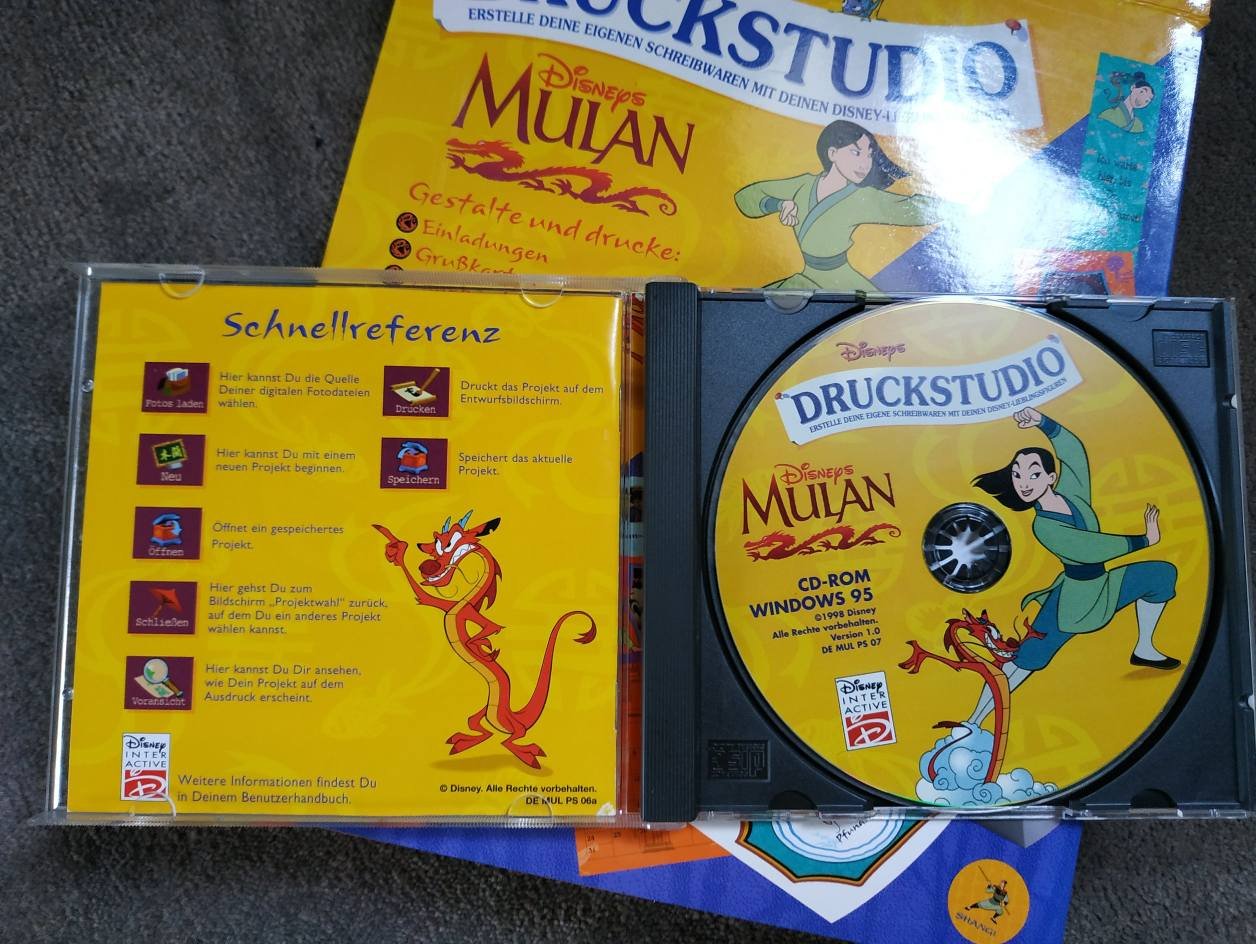 DRUCKSTUDIO
ERSTELLE DEINE EIGENEN SCHREIBWAREN MIT DEINEN DISNEY-
DISNEYS
MULAN
Gestalte und drucke:
Einladungen
Schnellreferenz
Fotos laden
Hier kannst Du die Quelle
Deiner digitalen Fotodateien
wählen.
Neu
Hier kannst Du mit einem
neuen Projekt beginnen.
Öffnen
Öffnet ein gespeichertes
Projekt.
Schließen
Hier gehst Du zum
Bildschirm „Projektwahl" zurück,
auf dem Du ein anderes Projekt
wählen kannst.
Voransicht
Hier kannst Du Dir ansehen,
wie Dein Projekt auf dem
Ausdruck erscheint.
Drucken
Druckt das Projekt auf dem
Entwurfsbildschirm.
Speichern
Speichert das aktuelle
Projekt.
Disney
INTER
ACTIVE
Weitere Informationen findest Du
in Deinem Benutzerhandbuch.
© Disney. Alle Rechte vorbehalten.
DE MUL PS 06a
DISNEYS
DRUCKSTUDIO
ERSTELLE DEINE EIGENE SCHREIBWAREN MIT DEINEN DISNEY-LIEBLINGSFIGUREN
DISNEYS
MULAN
CD-ROM
WINDOWS 95
©1998 Disney
Alle Rechte vorbehalten.
Version 1.0
DE MUL PS 07
Disney
INTER
ACTIVE
SHANG!